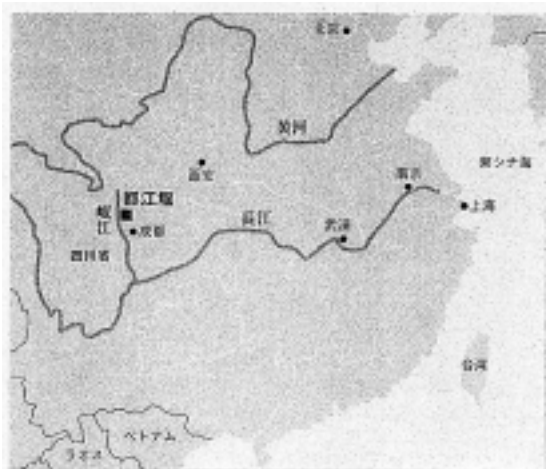 北京
黄河
西安
東シナ海
南京
都江堰
岷江
上海
長江
武漢
成都
四川省
台湾
ベトナム
ラオス